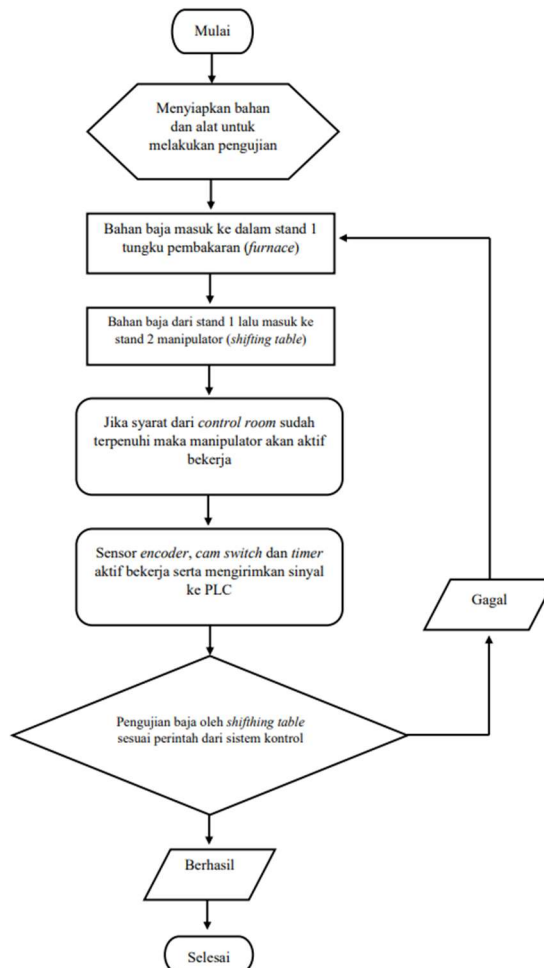 Mulai
Menyiapkan bahan
dan alat untuk
melakukan pengujian
Bahan baja masuk ke dalam stand 1
tungku pembakaran (furnace)
Bahan baja dari stand 1 lalu masuk ke
stand 2 manipulator (shifting table)
Jika syarat dari control room sudah
terpenuhi maka manipulator akan aktif
bekerja
Sensor encoder, cam switch dan timer
aktif bekerja serta mengirimkan sinyal
ke PLC
Gagal
Pengujian baja oleh shifthing table
sesuai perintah dari sistem kontrol
Berhasil
Selesai